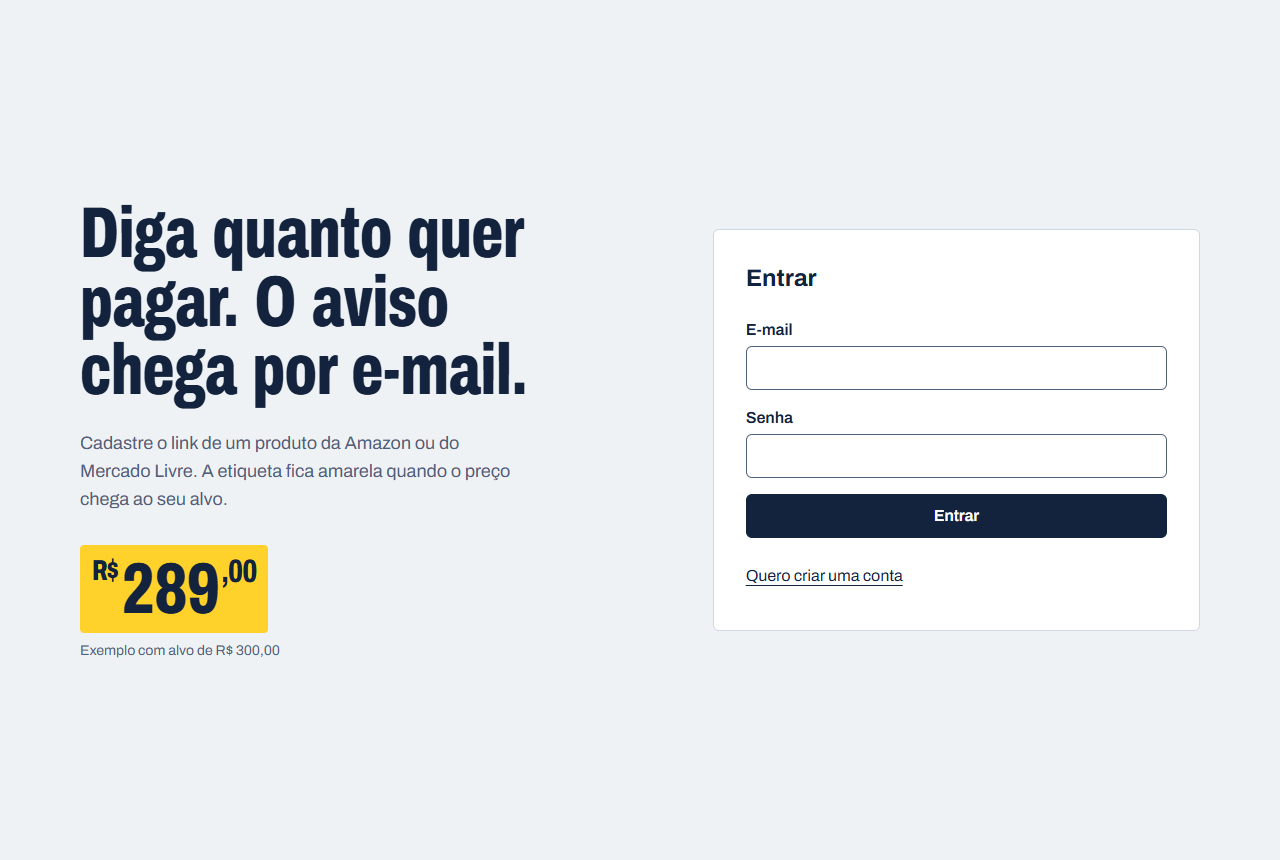 Diga quanto quer
pagar. O aviso
chega por e-mail.
Cadastre o link de um produto da Amazon ou do
Mercado Livre. A etiqueta fica amarela quando o preço
chega ao seu alvo.
R$ 289,00
Exemplo com alvo de R$ 300,00
Entrar
E-mail
Senha
Entrar
Quero criar uma conta